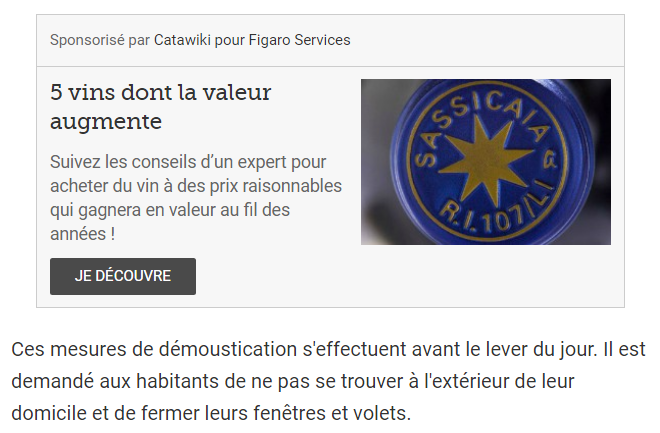 Sponsorisé par Catawiki pour Figaro Services
5 vins dont la valeur
augmente
Suivez les conseils d’un expert pour
acheter du vin à des prix raisonnables
qui gagnera en valeur au fil des
années !
JE DÉCOUVRE
SASSICAIA
R.I.107/LI
Ces mesures de démoustication s'effectuent avant le lever du jour. Il est
demandé aux habitants de ne pas se trouver à l'extérieur de leur
domicile et de fermer leurs fenêtres et volets.